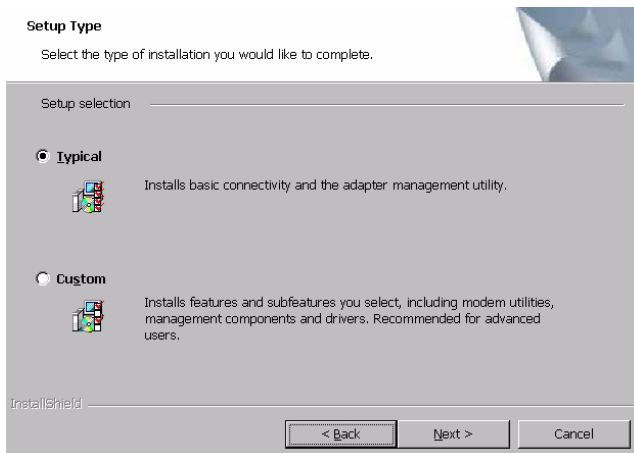 Setup Type
Select the type of installation you would like to complete.
Setup selection
Typical
Installs basic connectivity and the adapter management utility.
Custom
Installs features and subfeatures you select, including modem utilities,
management components and drivers. Recommended for advanced
users.
InstallShield
< Back
Next >
Cancel